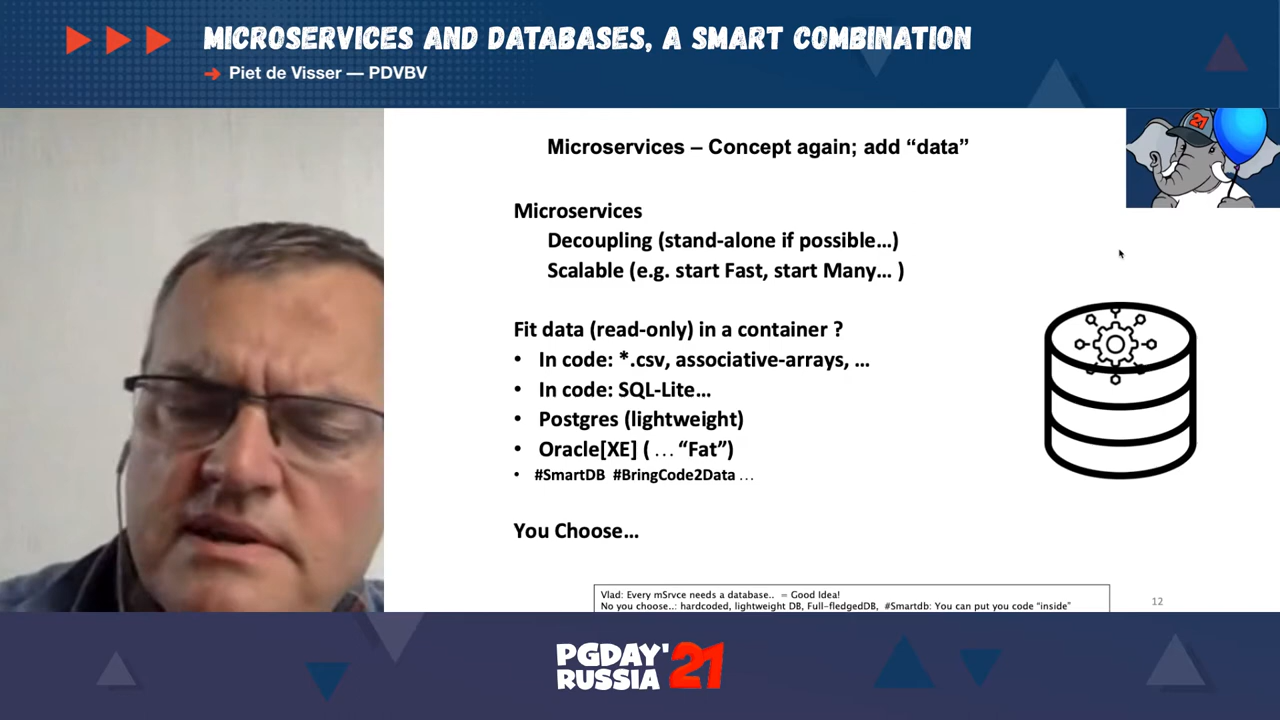 MICROSERVICES AND DATABASES, A SMART COMBINATION
Piet de Visser — PDVBV
21
Microservices – Concept again; add “data”
Microservices
Decoupling (stand-alone if possible…)
Scalable (e.g. start Fast, start Many… )
Fit data (read-only) in a container ?
• In code: *.csv, associative-arrays, …
• In code: SQL-Lite…
• Postgres (lightweight)
• Oracle[XE] ( … “Fat”)
• #SmartDB #BringCode2Data …
You Choose…
Vlad: Every mSrvce needs a database.. = Good Idea!
No you choose..: hardcoded, lightweight DB, Full-fledgedDB, #Smartdb: You can put you code “inside”
12
PGDAY'21
RUSSIA